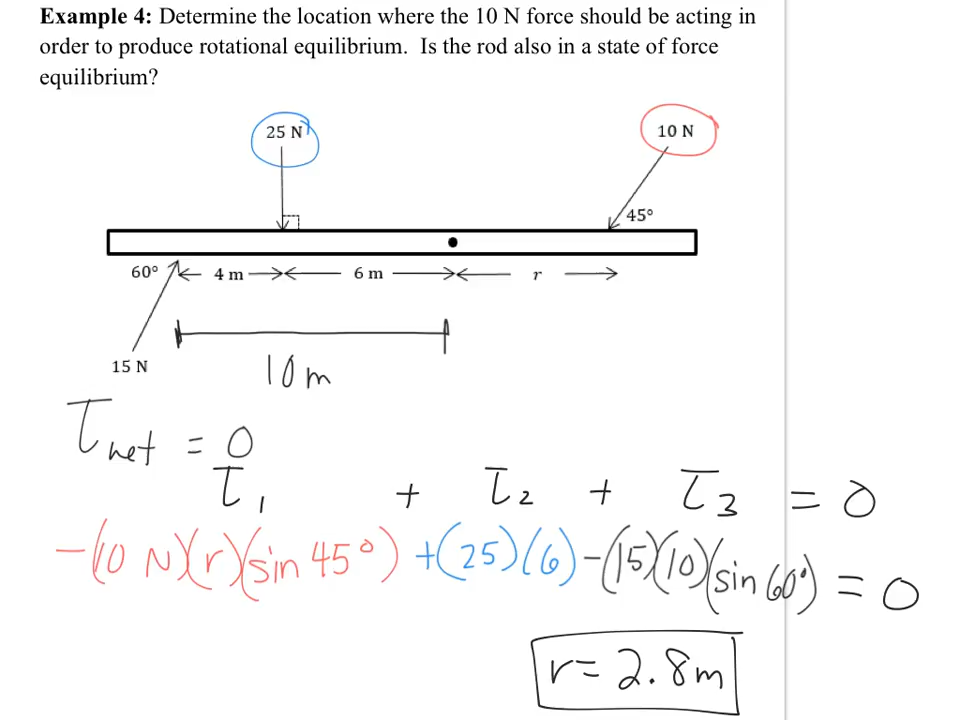 Example 4: Determine the location where the 10 N force should be acting in
order to produce rotational equilibrium. Is the rod also in a state of force
equilibrium?
25 N
10 N
45°
60°
4 m
6 m
r
15 N
10 m
τnet = 0
τ1 + τ2 + τ3 = 0
-(10 N)(r)(sin 45°) +(25)(6) -(15)(10)(sin 60°) = 0
r = 2.8 m